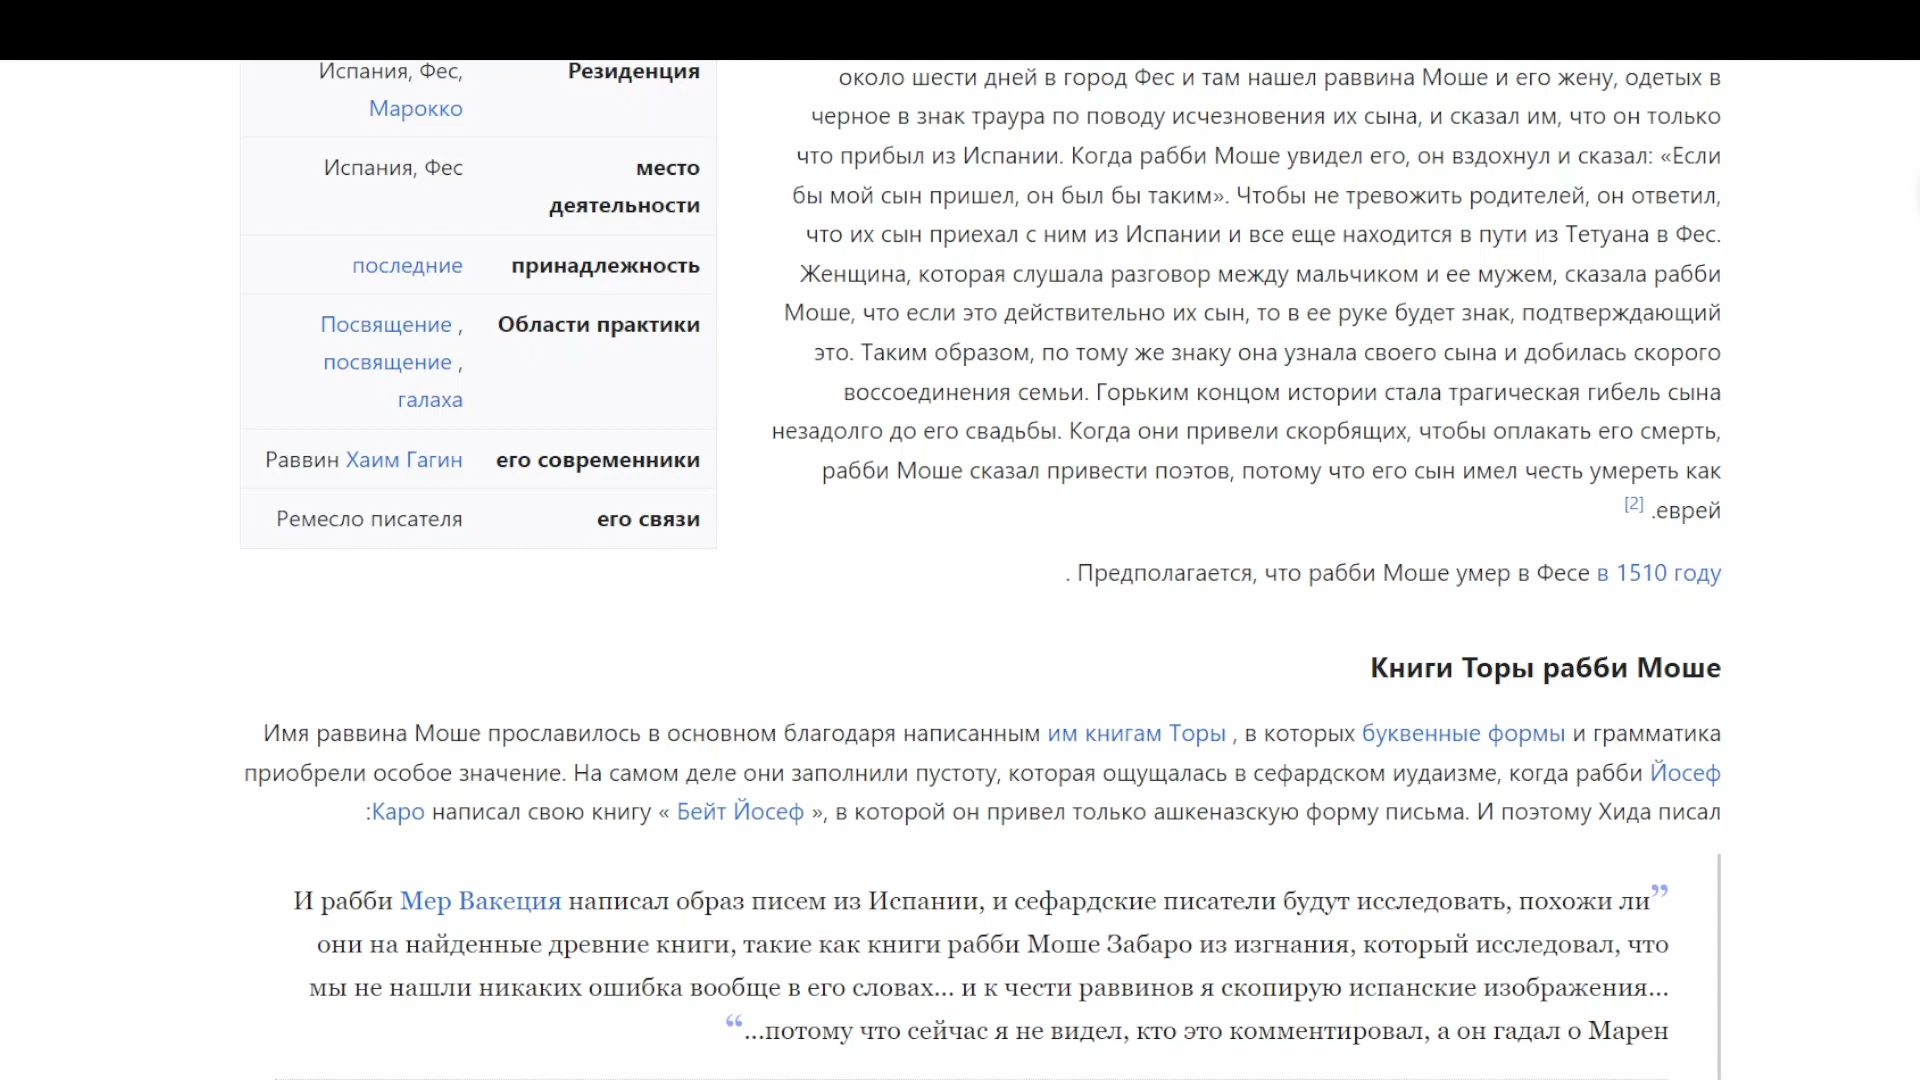 Испания, Фес, Резиденция
Марокко
Испания, Фес место
деятельности
последние принадлежность
Посвящение , Области практики
посвящение ,
галаха
Раввин Хаим Гагин его современники
Ремесло писателя его связи
около шести дней в город Фес и там нашел раввина Моше и его жену, одетых в
черное в знак траура по поводу исчезновения их сына, и сказал им, что он только
что прибыл из Испании. Когда рабби Моше увидел его, он вздохнул и сказал: «Если
бы мой сын пришел, он был бы таким». Чтобы не тревожить родителей, он ответил,
что их сын приехал с ним из Испании и все еще находится в пути из Тетуана в Фес.
Женщина, которая слушала разговор между мальчиком и ее мужем, сказала рабби
Моше, что если это действительно их сын, то в ее руке будет знак, подтверждающий
это. Таким образом, по тому же знаку она узнала своего сына и добилась скорого
воссоединения семьи. Горьким концом истории стала трагическая гибель сына
незадолго до его свадьбы. Когда они привели скорбящих, чтобы оплакать его смерть,
рабби Моше сказал привести поэтов, потому что его сын имел честь умереть как
[2] .еврей
. Предполагается, что рабби Моше умер в Фесе в 1510 году
Книги Торы рабби Моше
Имя раввина Моше прославилось в основном благодаря написанным им книгам Торы , в которых буквенные формы и грамматика
приобрели особое значение. На самом деле они заполнили пустоту, которая ощущалась в сефардском иудаизме, когда рабби Йосеф
:Каро написал свою книгу « Бейт Йосеф », в которой он привел только ашкеназскую форму письма. И поэтому Хида писал
И рабби Мер Вакеция написал образ писем из Испании, и сефардские писатели будут исследовать, похожи ли”
они на найденные древние книги, такие как книги рабби Моше Забаро из изгнания, который исследовал, что
мы не нашли никаких ошибка вообще в его словах... и к чести раввинов я скопирую испанские изображения...
“...потому что сейчас я не видел, кто это комментировал, а он гадал о Марен